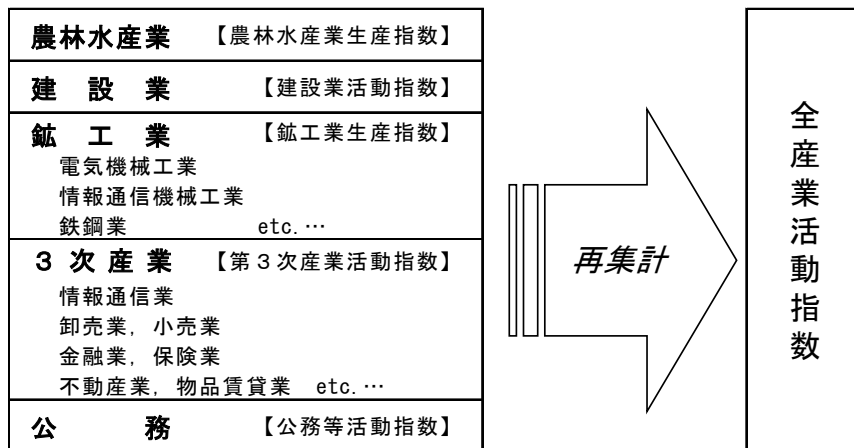 農林水産業 【農林水産業生産指数】
建設業 【建設業活動指数】
鉱工業 【鉱工業生産指数】
電気機械工業
情報通信機械工業
鉄鋼業 etc.…
３次産業 【第３次産業活動指数】
情報通信業
卸売業，小売業
金融業，保険業
不動産業，物品賃貸業 etc.…
公務 【公務等活動指数】
再集計
全産業活動指数